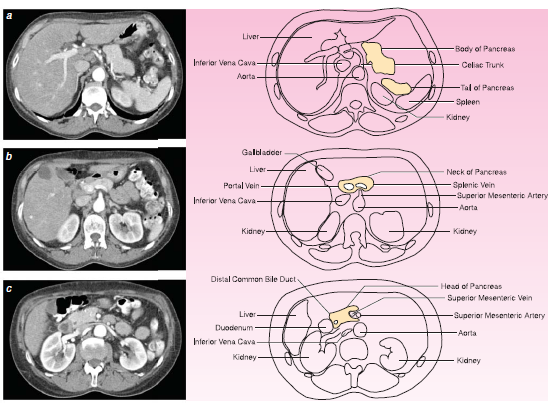 a
Liver
Inferior Vena Cava
Aorta
Body of Pancreas
Celiac Trunk
Tail of Pancreas
Spleen
Kidney
b
Gallbladder
Liver
Portal Vein
Inferior Vena Cava
Kidney
Neck of Pancreas
Splenic Vein
Superior Mesenteric Artery
Aorta
Kidney
c
Distal Common Bile Duct
Liver
Duodenum
Inferior Vena Cava
Kidney
Head of Pancreas
Superior Mesenteric Vein
Superior Mesenteric Artery
Aorta
Kidney